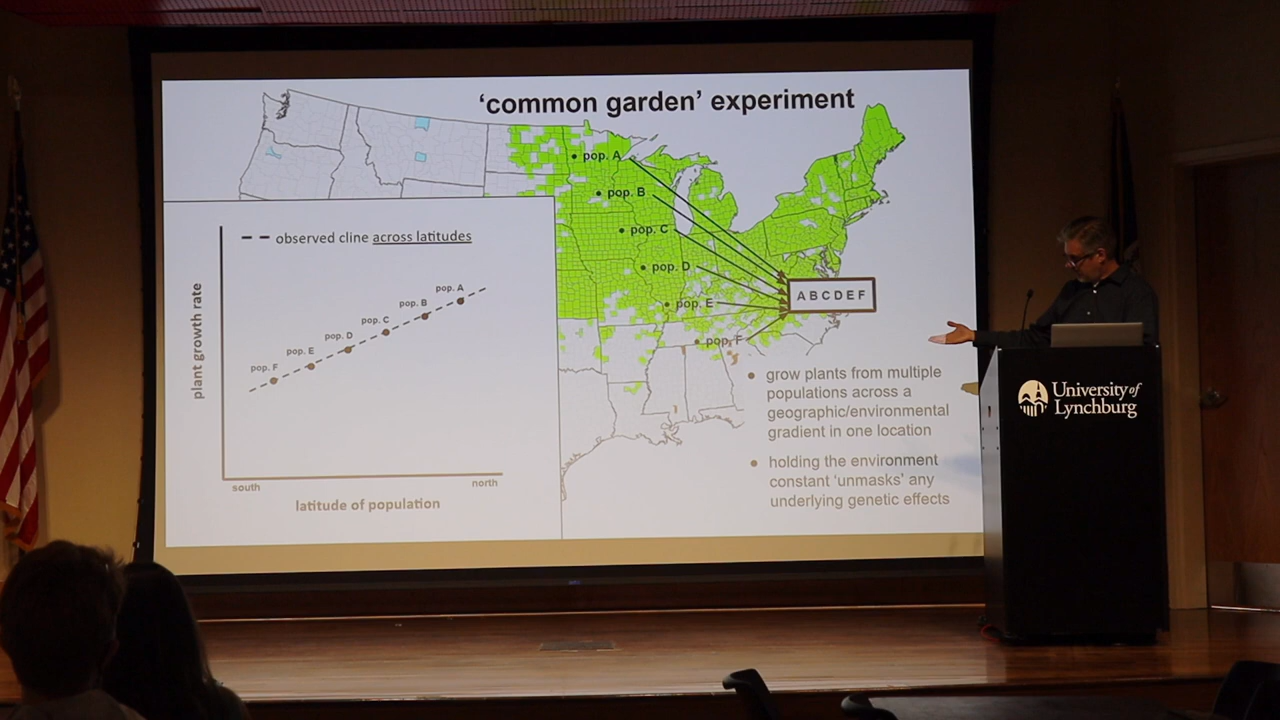 ‘common garden’ experiment
pop. A
pop. B
pop. C
pop. D
pop. E
pop. F
A B C D E F
observed cline across latitudes
plant growth rate
pop. A
pop. B
pop. C
pop. D
pop. E
pop. F
south
north
latitude of population
• grow plants from multiple
populations across a
geographic/environmental
gradient in one location
• holding the environment
constant ‘unmasks’ any
underlying genetic effects
University of
Lynchburg